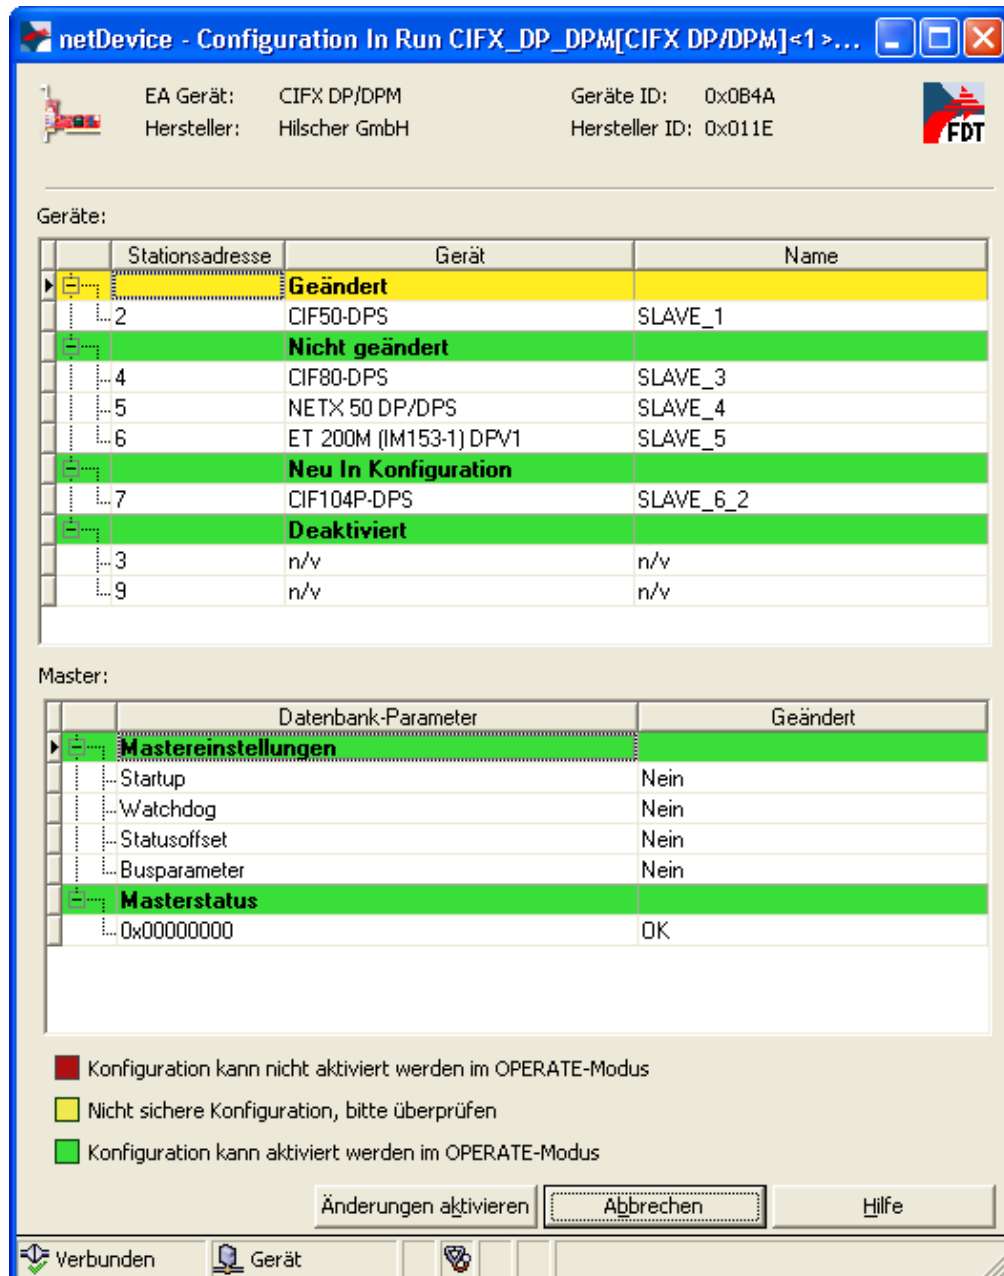 netDevice - Configuration In Run CIFX_DP_DPM[CIFX DP/DPM]<1>...
EA Gerät: CIFX DP/DPM Geräte ID: 0x0B4A
Hersteller: Hilscher GmbH Hersteller ID: 0x011E
FDT
Geräte:
Stationsadresse Gerät Name
Geändert
2 CIF50-DPS SLAVE_1
Nicht geändert
4 CIF80-DPS SLAVE_3
5 NETX 50 DP/DPS SLAVE_4
6 ET 200M (IM153-1) DPV1 SLAVE_5
Neu In Konfiguration
7 CIF104P-DPS SLAVE_6_2
Deaktiviert
3 n/v n/v
9 n/v n/v
Master:
Datenbank-Parameter Geändert
Mastereinstellungen
Startup Nein
Watchdog Nein
Statusoffset Nein
Busparameter Nein
Masterstatus
0x00000000 OK
Konfiguration kann nicht aktiviert werden im OPERATE-Modus
Nicht sichere Konfiguration, bitte überprüfen
Konfiguration kann aktiviert werden im OPERATE-Modus
Änderungen aktivieren Abbrechen Hilfe
Verbunden Gerät